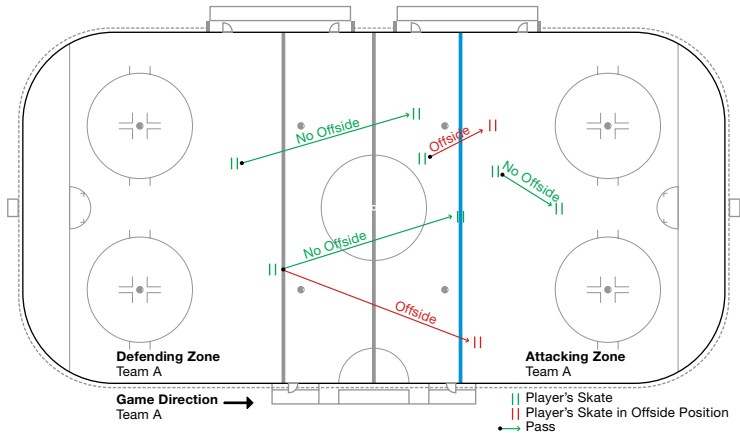 No Offside
Offside
No Offside
No Offside
Offside
Defending Zone
Team A
Attacking Zone
Team A
Game Direction
Team A
Player's Skate
Player's Skate in Offside Position
Pass